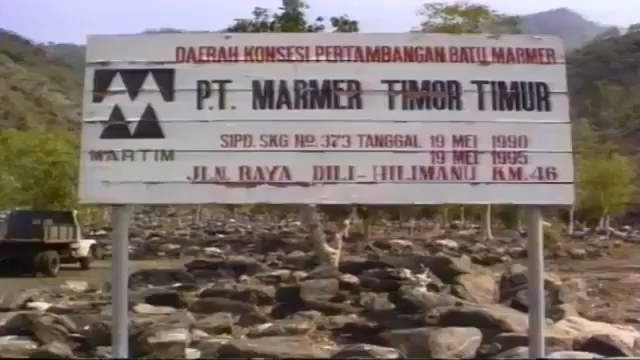 DAERAH KONSESI PERTAMBANGAN BATU MARMER
P.T. MARMER TIMOR TIMUR
MARTIM
SIPD. SKG No. 373 TANGGAL 19 MEI 1990
19 MEI 1995
JLN. RAYA DILI-HILIMANU KM.46